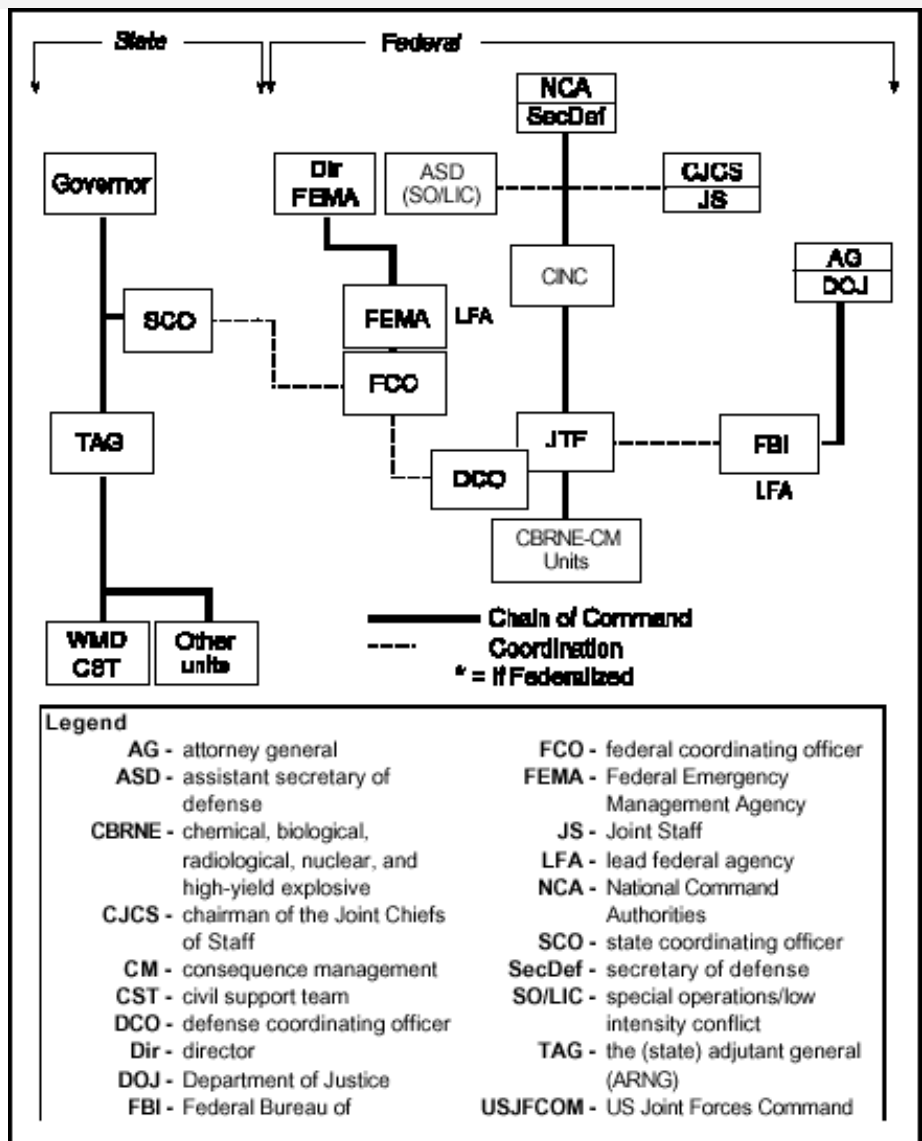 State
Federal
NCA
SecDef
Governor
Dir
FEMA
ASD
(SO/LIC)
CJCS
JS
CINC
AG
DOJ
SCO
FEMA
LFA
FCO
TAG
JTF
FBI
DCO
LFA
CBRNE-CM
Units
WMD
CST
Other
units
Chain of Command
Coordination
* = If Federalized
Legend
AG - attorney general
ASD - assistant secretary of
defense
CBRNE - chemical, biological,
radiological, nuclear, and
high-yield explosive
CJCS - chairman of the Joint Chiefs
of Staff
CM - consequence management
CST - civil support team
DCO - defense coordinating officer
Dir - director
DOJ - Department of Justice
FBI - Federal Bureau of
FCO - federal coordinating officer
FEMA - Federal Emergency
Management Agency
JS - Joint Staff
LFA - lead federal agency
NCA - National Command
Authorities
SCO - state coordinating officer
SecDef - secretary of defense
SO/LIC - special operations/low
intensity conflict
TAG - the (state) adjutant general
(ARNG)
USJFCOM - US Joint Forces Command